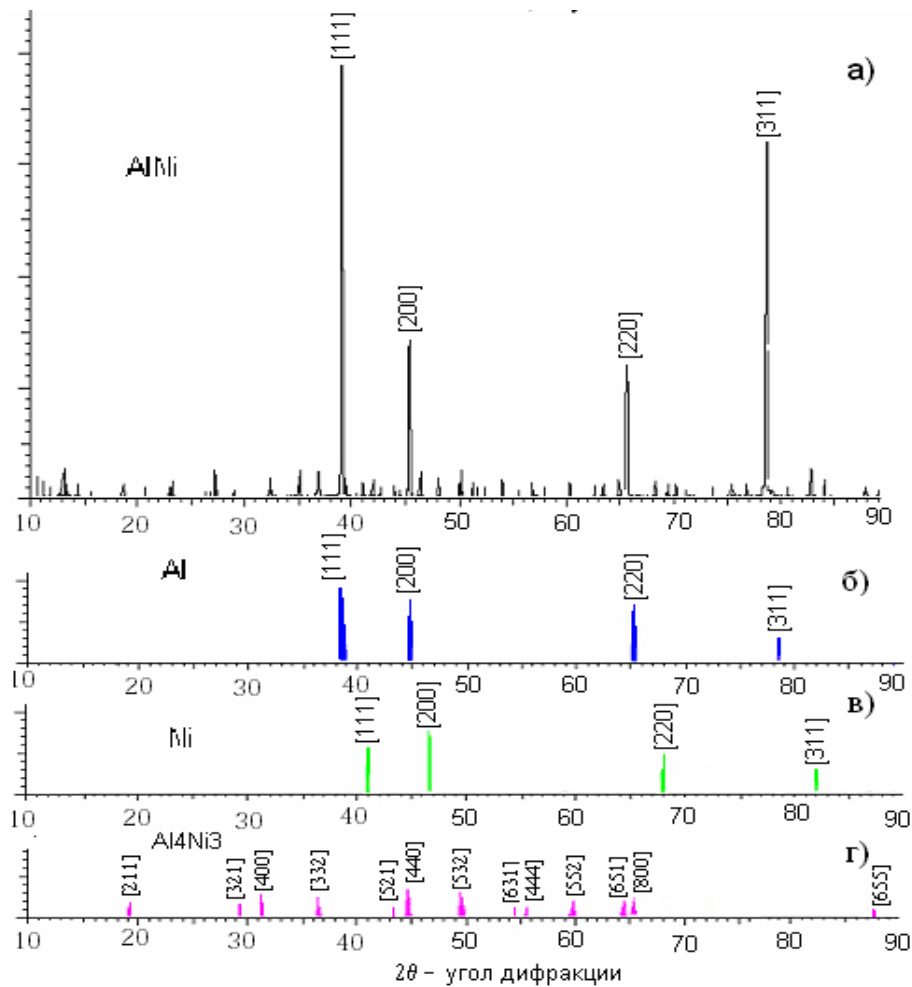 [111]
а)
[311]
AlNi
[200]
[220]
10 20 30 40 50 60 70 80 90
Al
[111] [200] [220] [311]
б)
10 20 30 40 50 60 70 80 90
Ni
[111] [200] [220] [311]
в)
10 20 30 40 50 60 70 80 90
Al4Ni3
г)
[211] [321] [400] [332] [521] [440] [532] [631] [444] [552] [651] [800] [655]
10 20 30 40 50 60 70 80 90
2θ – угол дифракции